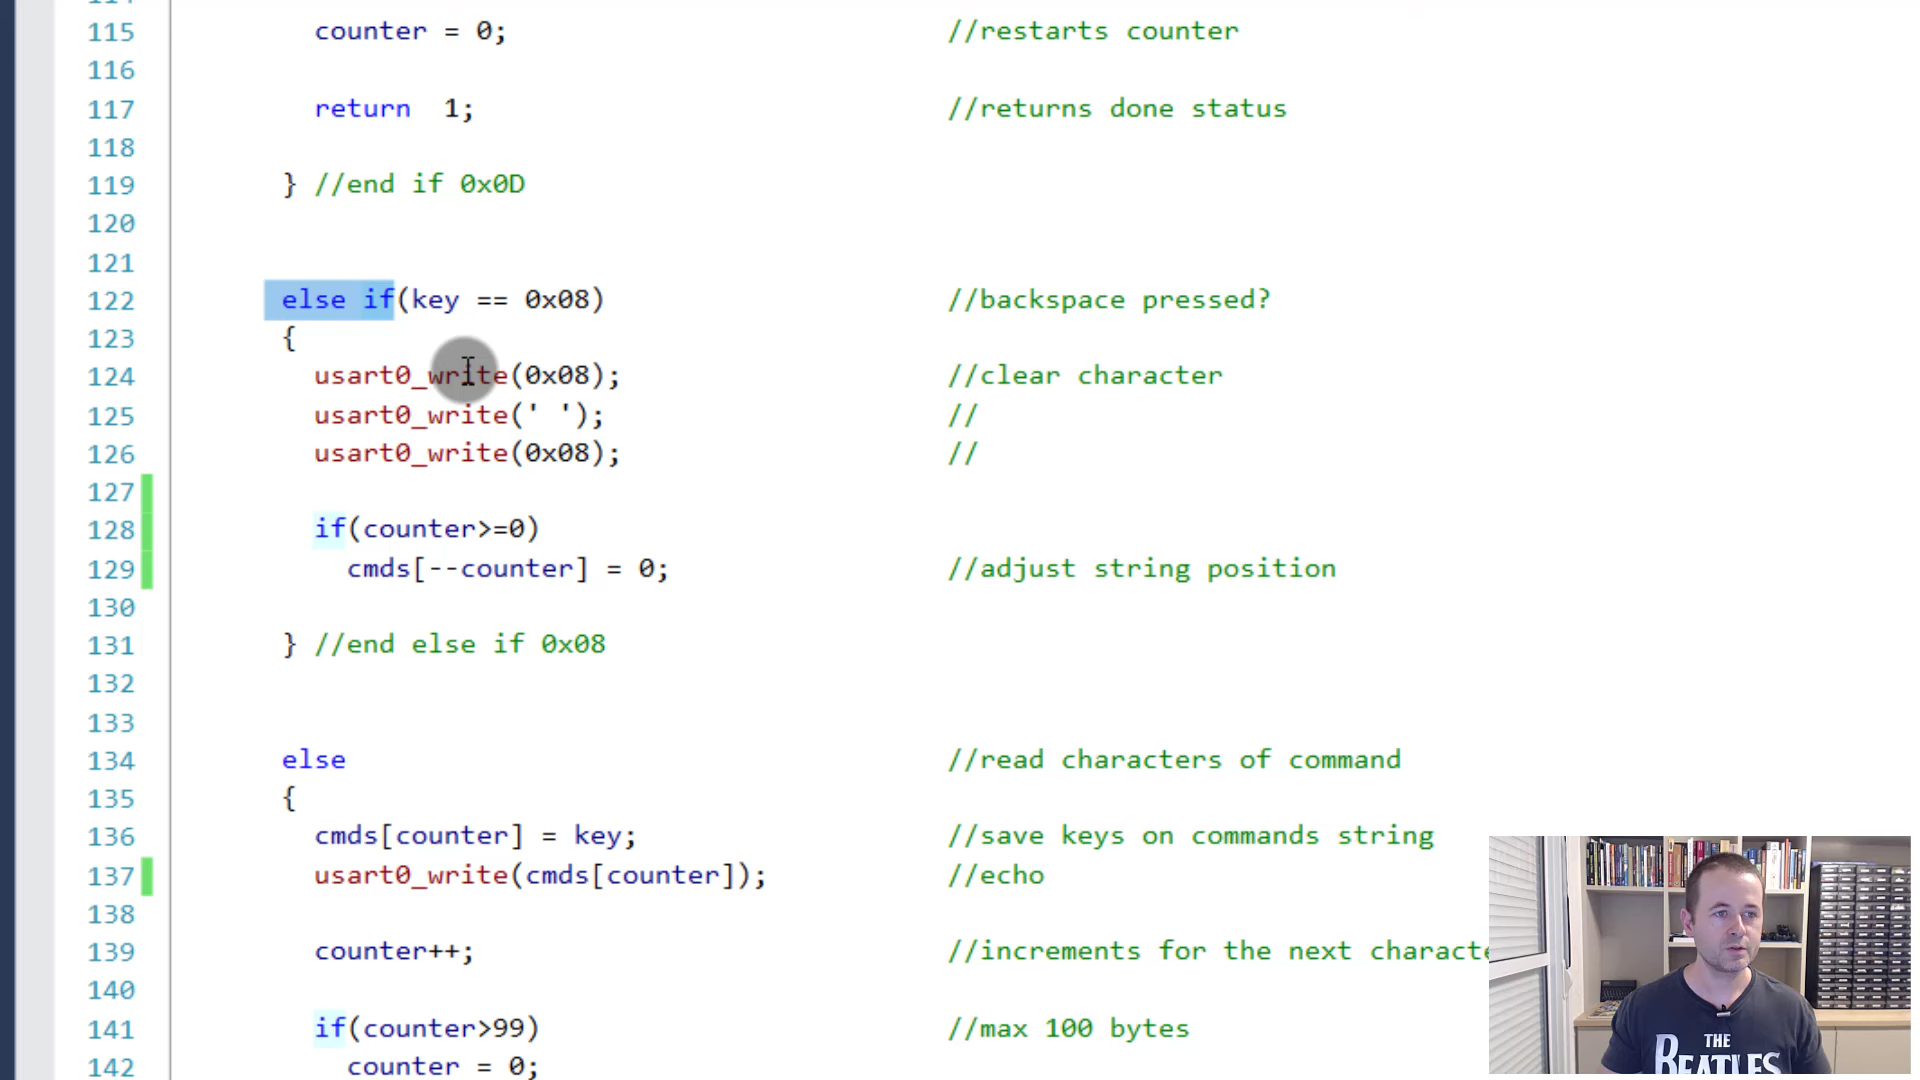 115 counter = 0; //restarts counter
116
117 return 1; //returns done status
118
119 } //end if 0x0D
120
121
122 else if(key == 0x08) //backspace pressed?
123 {
124 usart0_write(0x08); //clear character
125 usart0_write(' '); //
126 usart0_write(0x08); //
127
128 if(counter>=0)
129 cmds[--counter] = 0; //adjust string position
130
131 } //end else if 0x08
132
133
134 else //read characters of command
135 {
136 cmds[counter] = key; //save keys on commands string
137 usart0_write(cmds[counter]); //echo
138
139 counter++; //increments for the next characte
140
141 if(counter>99) //max 100 bytes
142 counter = 0;
THE
BEATLES